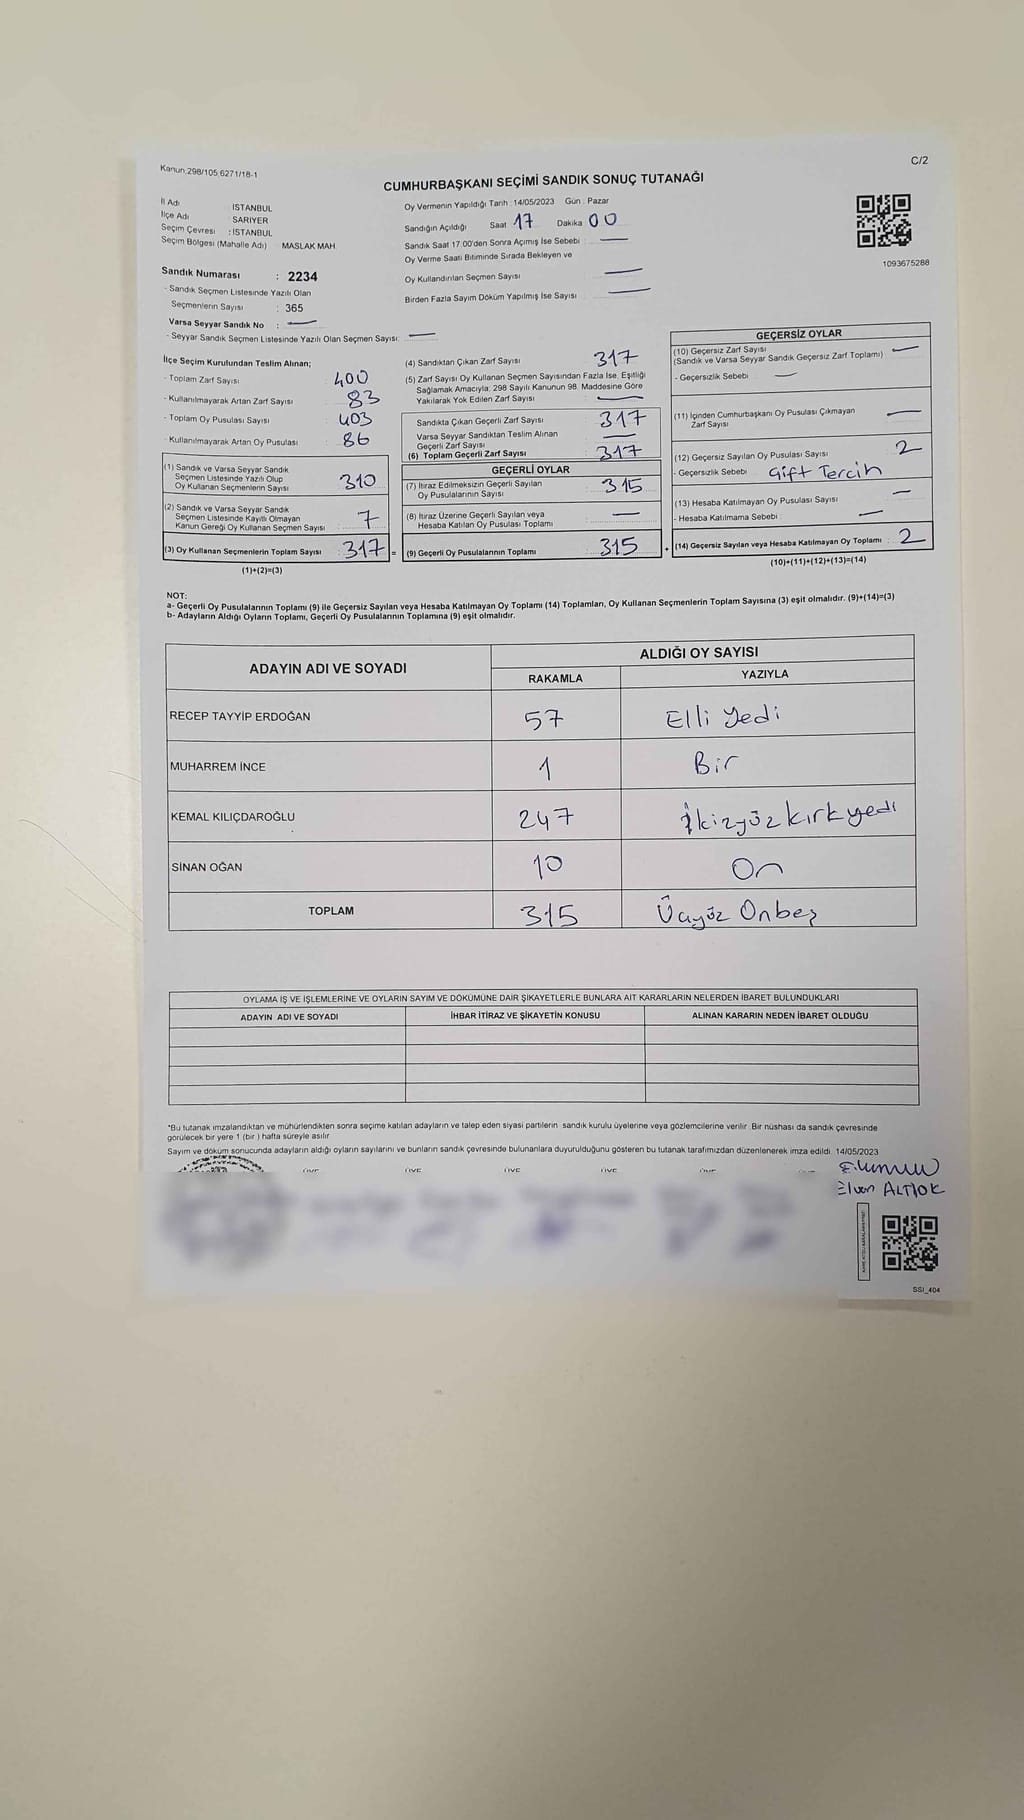 Kanun.298/105,6271/18-1
C/2
CUMHURBAŞKANI SEÇİMİ SANDIK SONUÇ TUTANAĞI
İl Adı İSTANBUL
İlçe Adı SARIYER
Seçim Çevresi : İSTANBUL
Seçim Bölgesi (Mahalle Adı) MASLAK MAH.
Sandık Numarası : 2234
- Sandık Seçmen Listesinde Yazılı Olan
Seçmenlerin Sayısı : 365
Varsa Seyyar Sandık No : —
- Seyyar Sandık Seçmen Listesinde Yazılı Olan Seçmen Sayısı: —
Oy Vermenin Yapıldığı Tarih : 14/05/2023 Gün : Pazar
Sandığın Açıldığı Saat 17 Dakika 00
Sandık Saat 17.00'den Sonra Açılmış İse Sebebi —
Oy Verme Saati Bitiminde Sırada Bekleyen ve
Oy Kullandırılan Seçmen Sayısı —
Birden Fazla Sayım Döküm Yapılmış İse Sayısı —
1093675288
İlçe Seçim Kurulundan Teslim Alınan;
- Toplam Zarf Sayısı : 400
- Kullanılmayarak Artan Zarf Sayısı : 83
- Toplam Oy Pusulası Sayısı : 403
- Kullanılmayarak Artan Oy Pusulası : 86
(1) Sandık ve Varsa Seyyar Sandık
Seçmen Listesinde Yazılı Olup
Oy Kullanan Seçmenlerin Sayısı : 310
(2) Sandık ve Varsa Seyyar Sandık
Seçmen Listesinde Kayıtlı Olmayan
Kanun Gereği Oy Kullanan Seçmen Sayısı : 7
(3) Oy Kullanan Seçmenlerin Toplam Sayısı : 317 =
(1)+(2)=(3)
(4) Sandıktan Çıkan Zarf Sayısı 317
(5) Zarf Sayısı Oy Kullanan Seçmen Sayısından Fazla İse, Eşitliği
Sağlamak Amacıyla; 298 Sayılı Kanunun 98. Maddesine Göre
Yakılarak Yok Edilen Zarf Sayısı : —
Sandıkta Çıkan Geçerli Zarf Sayısı : 317
Varsa Seyyar Sandıktan Teslim Alınan
Geçerli Zarf Sayısı : —
(6) Toplam Geçerli Zarf Sayısı : 317
GEÇERLİ OYLAR
(7) İtiraz Edilmeksizin Geçerli Sayılan
Oy Pusulalarının Sayısı : 315
(8) İtiraz Üzerine Geçerli Sayılan veya
Hesaba Katılan Oy Pusulası Toplamı : —
(9) Geçerli Oy Pusulalarının Toplamı : 315 +
GEÇERSİZ OYLAR
(10) Geçersiz Zarf Sayısı
(Sandık ve Varsa Seyyar Sandık Geçersiz Zarf Toplamı) —
- Geçersizlik Sebebi : —
(11) İçinden Cumhurbaşkanı Oy Pusulası Çıkmayan
Zarf Sayısı —
(12) Geçersiz Sayılan Oy Pusulası Sayısı : 2
- Geçersizlik Sebebi Çift Tercih
(13) Hesaba Katılmayan Oy Pusulası Sayısı : —
- Hesaba Katılmama Sebebi : —
(14) Geçersiz Sayılan veya Hesaba Katılmayan Oy Toplamı : 2
(10)+(11)+(12)+(13)=(14)
NOT:
a- Geçerli Oy Pusulalarının Toplamı (9) ile Geçersiz Sayılan veya Hesaba Katılmayan Oy Toplamı (14) Toplamları, Oy Kullanan Seçmenlerin Toplam Sayısına (3) eşit olmalıdır. (9)+(14)=(3)
b- Adayların Aldığı Oyların Toplamı, Geçerli Oy Pusulalarının Toplamına (9) eşit olmalıdır.
ADAYIN ADI VE SOYADI ALDIĞI OY SAYISI
RAKAMLA YAZIYLA
RECEP TAYYİP ERDOĞAN 57 Elli yedi
MUHARREM İNCE 1 Bir
KEMAL KILIÇDAROĞLU 247 İkizyüzkırkyedi
SİNAN OĞAN 10 On
TOPLAM 315 Üçyüz Onbeş
OYLAMA İŞ VE İŞLEMLERİNE VE OYLARIN SAYIM VE DÖKÜMÜNE DAİR ŞİKAYETLERLE BUNLARA AİT KARARLARIN NELERDEN İBARET BULUNDUKLARI
ADAYIN ADI VE SOYADI İHBAR İTİRAZ VE ŞİKAYETİN KONUSU ALINAN KARARIN NEDEN İBARET OLDUĞU
*Bu tutanak imzalandıktan ve mühürlendikten sonra seçime katılan adayların ve talep eden siyasi partilerin sandık kurulu üyelerine veya gözlemcilerine verilir. Bir nüshası da sandık çevresinde
görülecek bir yere 1 (bir ) hafta süreyle asılır.
Sayım ve döküm sonucunda adayların aldığı oyların sayılarını ve bunların sandık çevresinde bulunanlara duyurulduğunu gösteren bu tutanak tarafımızdan düzenlenerek imza edildi. 14/05/2023
ÜYE ÜYE ÜYE ÜYE ÜYE
Elven ALTIOK
SSI_404